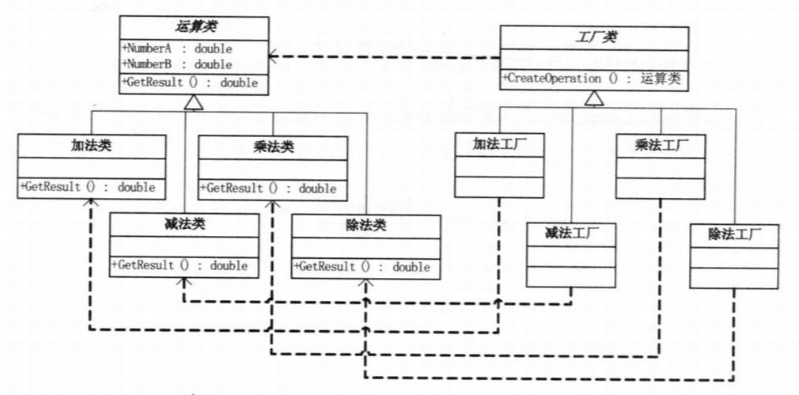 运算类
+NumberA : double
+NumberB : double
+GetResult () : double
工厂类
+CreateOperation () : 运算类
加法类
+GetResult () : double
乘法类
+GetResult () : double
加法工厂
乘法工厂
减法类
+GetResult () : double
除法类
+GetResult () : double
减法工厂
除法工厂